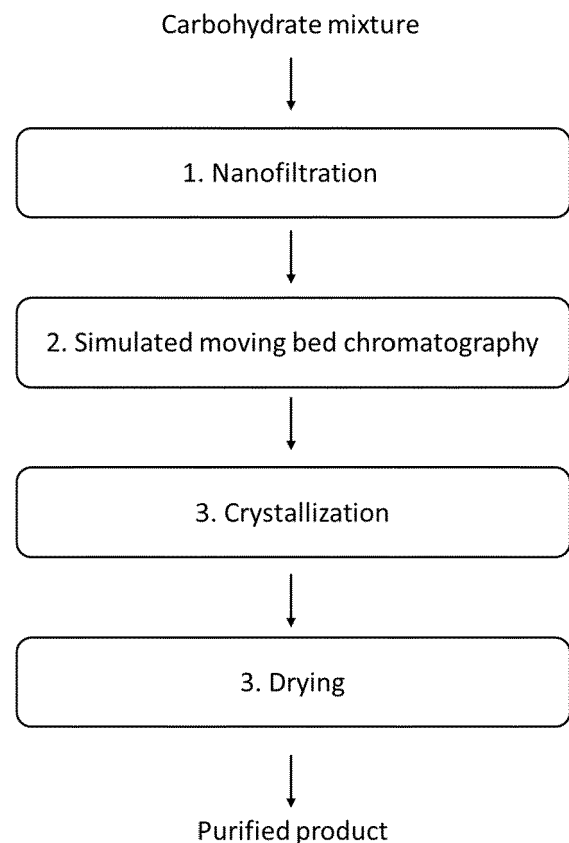 Carbohydrate mixture
1. Nanofiltration
2. Simulated moving bed chromatography
3. Crystallization
3. Drying
Purified product